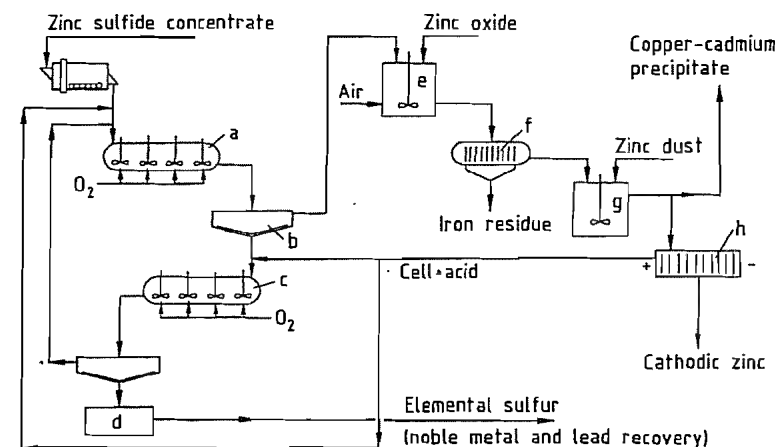 Zinc sulfide concentrate
Zinc oxide
Copper-cadmium
precipitate
Air
e
a
f
Zinc dust
O₂
g
b
Iron residue
h
+
-
Cell acid
c
O₂
Cathodic zinc
d
Elemental sulfur
(noble metal and lead recovery)